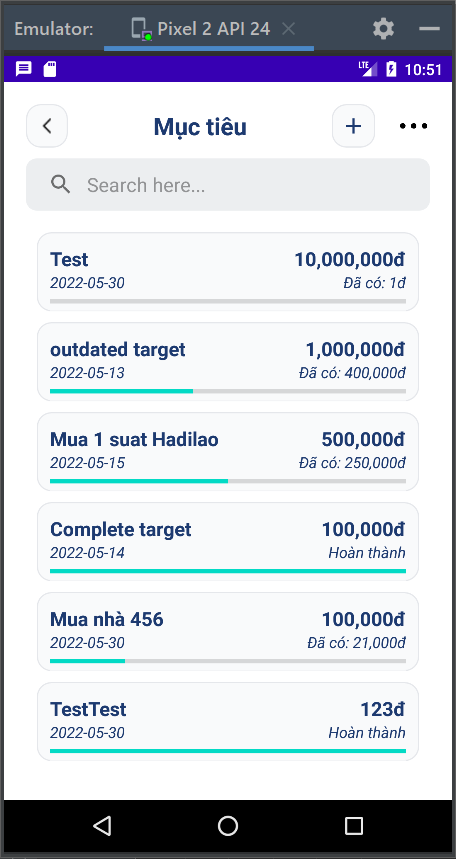 Emulator: Pixel 2 API 24
LTE 10:51
Mục tiêu
Search here...
Test 10,000,000đ
2022-05-30 Đã có: 1đ
outdated target 1,000,000đ
2022-05-13 Đã có: 400,000đ
Mua 1 suat Hadilao 500,000đ
2022-05-15 Đã có: 250,000đ
Complete target 100,000đ
2022-05-14 Hoàn thành
Mua nhà 456 100,000đ
2022-05-30 Đã có: 21,000đ
TestTest 123đ
2022-05-30 Hoàn thành